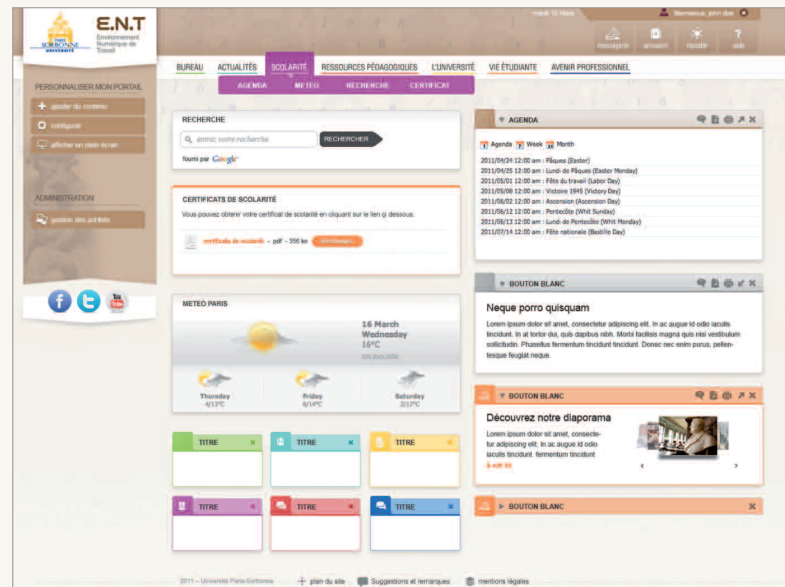 mardi 15 Mars
Bienvenue, john doe
PARIS
SORBONNE
UNIVERSITÉ
E.N.T
Environnement
Numérique de
Travail
messagerie
annuaire
moodle
aide
BUREAU
ACTUALITÉS
SCOLARITÉ
RESSOURCES PÉDAGOGIQUES
L'UNIVERSITÉ
VIE ÉTUDIANTE
AVENIR PROFESSIONNEL
AGENDA
METEO
RECHERCHE
CERTIFICAT
PERSONNALISER MON PORTAIL
ajouter du contenu
configurer
afficher en plein écran
ADMINISTRATION
gestion des portlets
You
Tube
RECHERCHE
entrez votre recherche
RECHERCHER
fourni par Google
CERTIFICATS DE SCOLARITÉ
Vous pouvez obtenir votre certificat de scolarité en cliquant sur le lien çi dessous.
certificats de scolarité - pdf - 356 ko
METEO PARIS
16 March
Wednesday
16°C
Thursday
4/13°C
Friday
6/14°C
Saturday
3/12°C
TITRE
TITRE
TITRE
TITRE
TITRE
TITRE
AGENDA
Agenda
Week
Month
2011/04/24 12:00 am : Pâques (Easter)
2011/04/25 12:00 am : Lundi de Pâques (Easter Monday)
2011/05/01 12:00 am : Fête du travail (Labor Day)
2011/05/08 12:00 am : Victoire 1945 (Victory Day)
2011/06/02 12:00 am : Ascension (Ascension Day)
2011/06/12 12:00 am : Pentecôte (Whit Sunday)
2011/06/13 12:00 am : Lundi de Pentecôte (Whit Monday)
2011/07/14 12:00 am : Fête nationale (Bastille Day)
BOUTON BLANC
Neque porro quisquam
Lorem ipsum dolor sit amet, consectetur adipiscing elit. In ac augue id odio iaculis
tincidunt. In at tortor dui, quis dapibus nibh. Morbi facilisis magna quis nisi vestibulum
sollicitudin. Phasellus fermentum tincidunt tincidunt. Donec nec enim purus, pellen-
tesque feugiat neque.
BOUTON BLANC
Découvrez notre diaporama
Lorem ipsum dolor sit amet, consecte-
tur adipiscing elit. In ac augue id odio
iaculis tincidunt. fermentum tincidunt
BOUTON BLANC
2011 – Université Paris-Sorbonne
plan du site
Suggestions et remarques
mentions légales